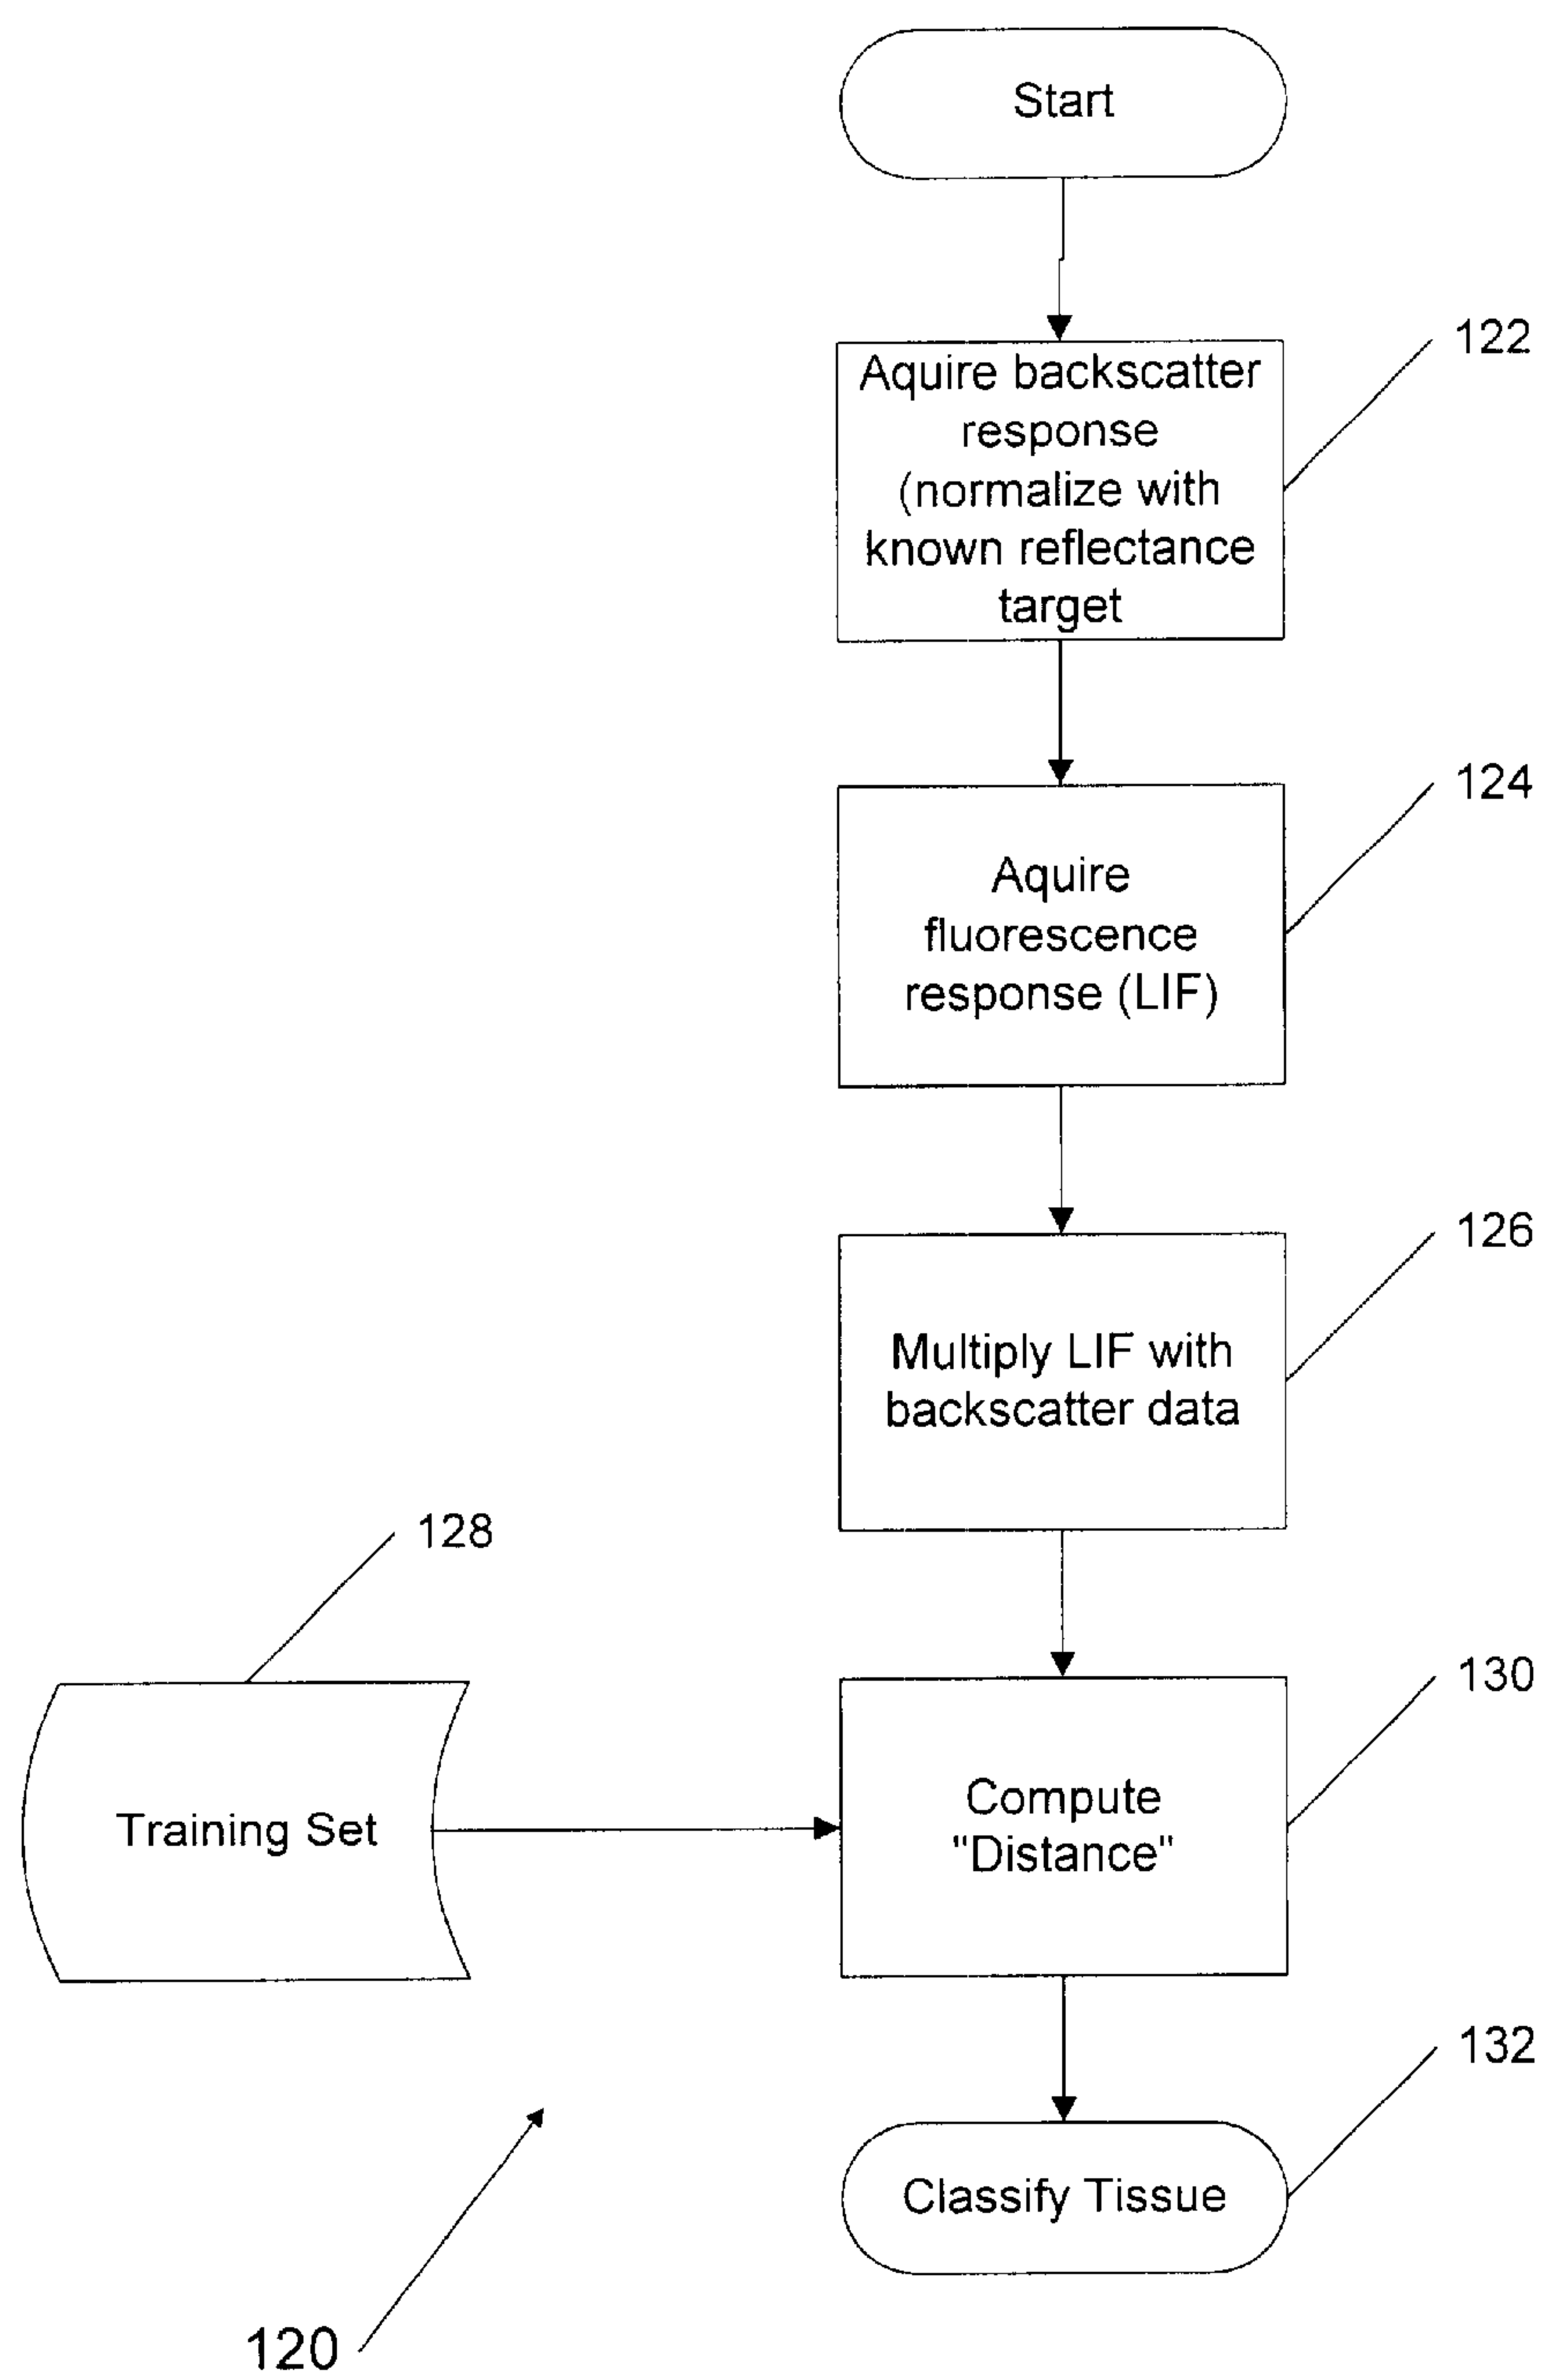 Start
Aquire backscatter
response
(normalize with
known reflectance
target
122
Aquire
fluorescence
response (LIF)
124
Multiply LIF with
backscatter data
126
128
Training Set
Compute
"Distance"
130
Classify Tissue
132
120